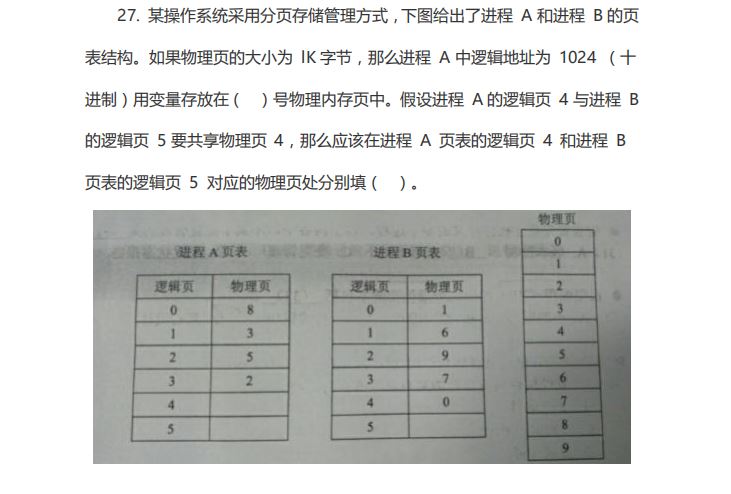 27. 某操作系统采用分页存储管理方式，下图给出了进程 A 和进程 B 的页
表结构。如果物理页的大小为 lK 字节，那么进程 A 中逻辑地址为 1024 （十
进制）用变量存放在（ ）号物理内存页中。假设进程 A 的逻辑页 4 与进程 B
的逻辑页 5 要共享物理页 4，那么应该在进程 A 页表的逻辑页 4 和进程 B
页表的逻辑页 5 对应的物理页处分别填（ ）。
进程 A 页表
逻辑页 物理页
0 8
1 3
2 5
3 2
4
5
进程 B 页表
逻辑页 物理页
0 1
1 6
2 9
3 7
4 0
5
物理页
0
1
2
3
4
5
6
7
8
9